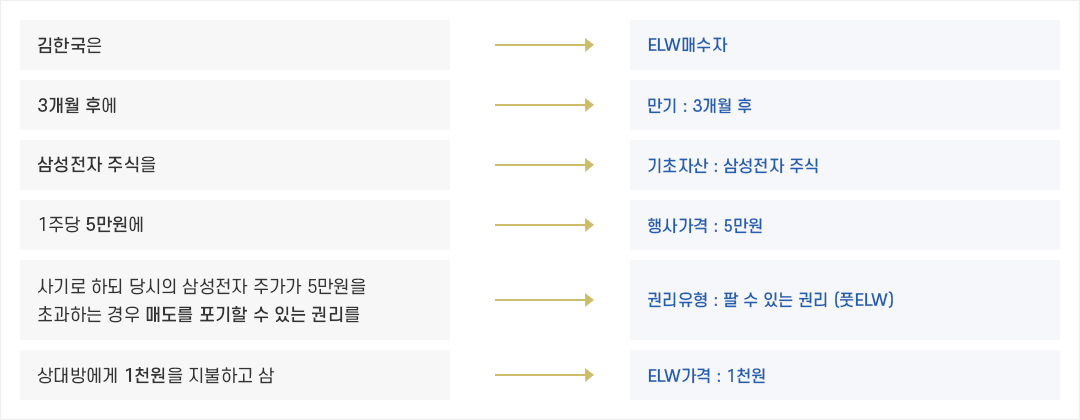 김한국은
ELW매수자
3개월 후에
만기 : 3개월 후
삼성전자 주식을
기초자산 : 삼성전자 주식
1주당 5만원에
행사가격 : 5만원
사기로 하되 당시의 삼성전자 주가가 5만원을
초과하는 경우 매도를 포기할 수 있는 권리를
권리유형 : 팔 수 있는 권리 (풋ELW)
상대방에게 1천원을 지불하고 삼
ELW가격 : 1천원